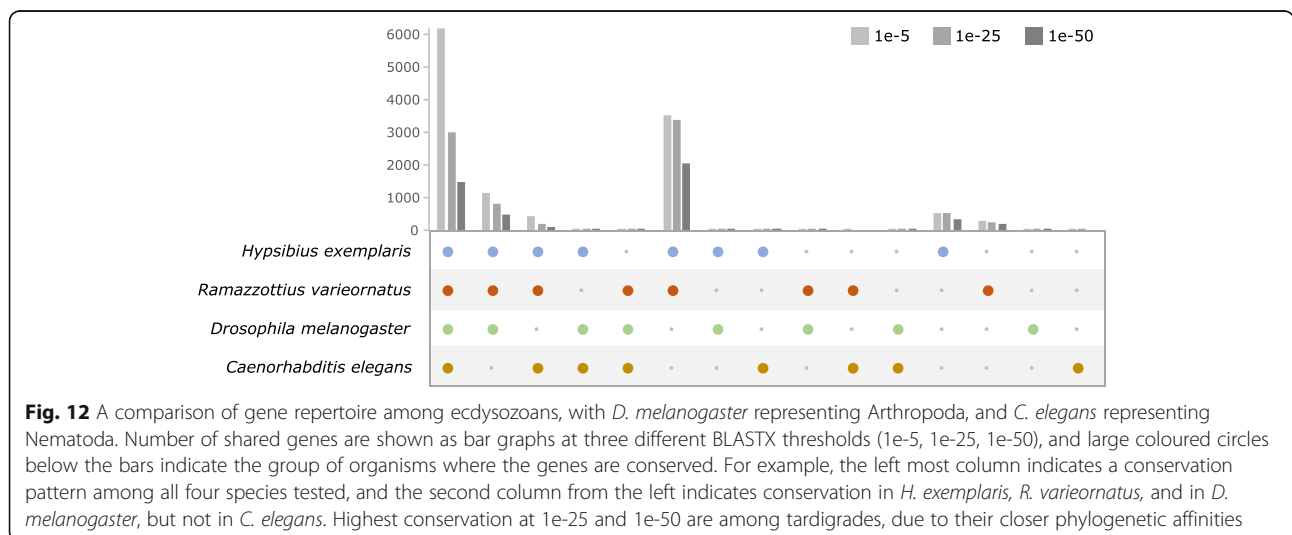 6000
1e-5 1e-25 1e-50
5000
4000
3000
2000
1000
0
Hypsibius exemplaris
Ramazzottius varieornatus
Drosophila melanogaster
Caenorhabditis elegans
Fig. 12 A comparison of gene repertoire among ecdysozoans, with D. melanogaster representing Arthropoda, and C. elegans representing
Nematoda. Number of shared genes are shown as bar graphs at three different BLASTX thresholds (1e-5, 1e-25, 1e-50), and large coloured circles
below the bars indicate the group of organisms where the genes are conserved. For example, the left most column indicates a conservation
pattern among all four species tested, and the second column from the left indicates conservation in H. exemplaris, R. varieornatus, and in D.
melanogaster, but not in C. elegans. Highest conservation at 1e-25 and 1e-50 are among tardigrades, due to their closer phylogenetic affinities